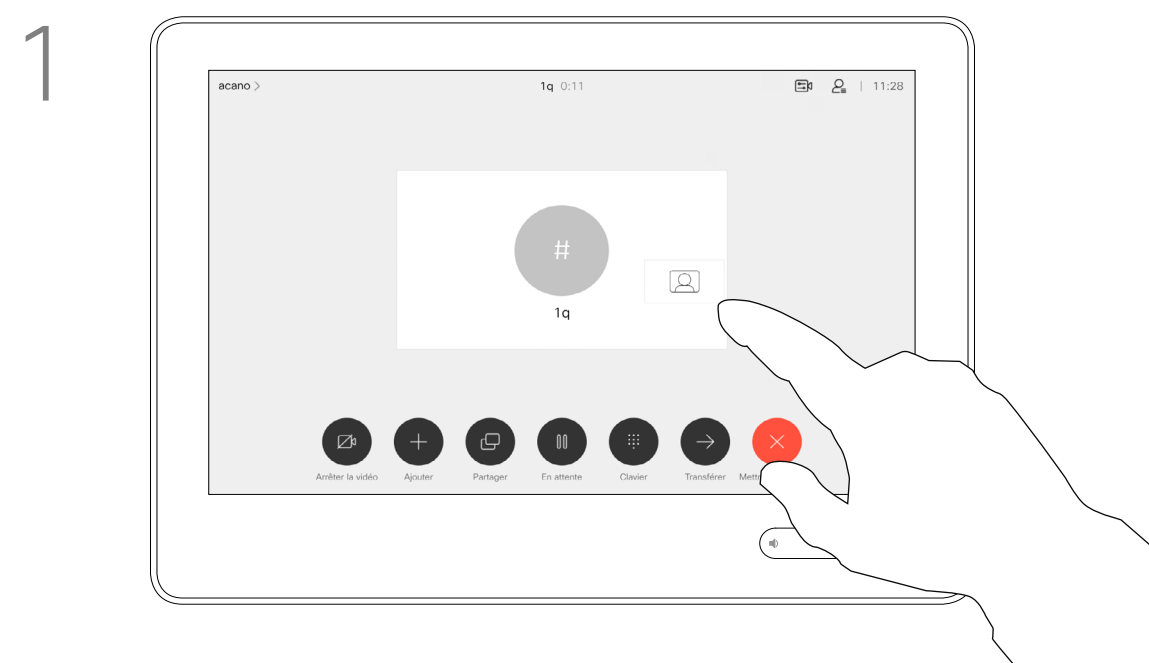 1
acano >
1q 0:11
11:28
#
1q
Arrêter la vidéo
Ajouter
Partager
En attente
Clavier
Transférer